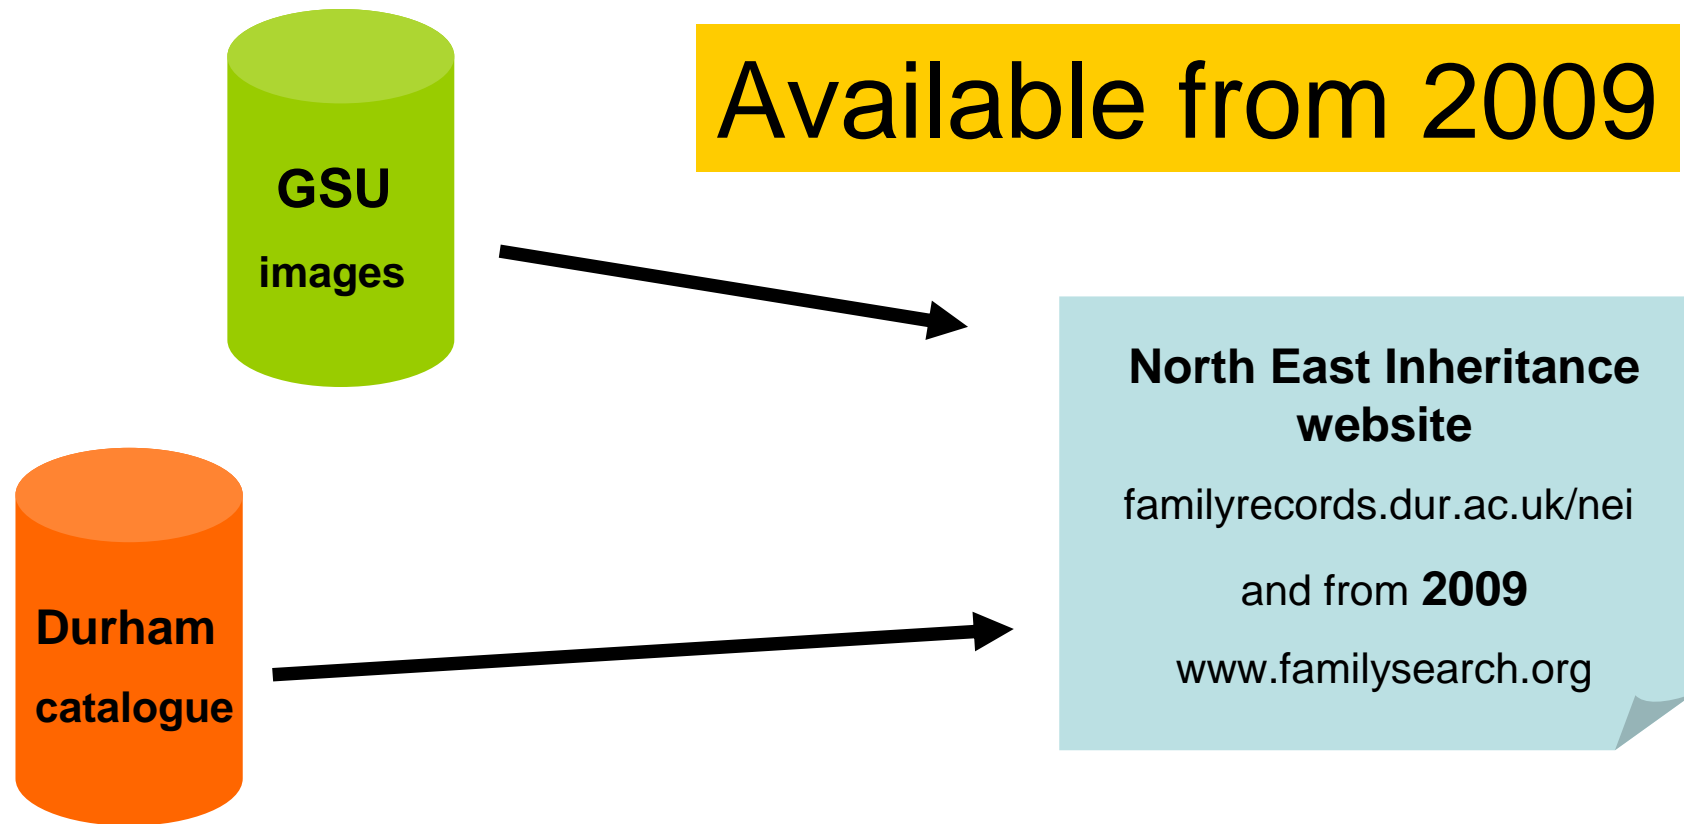 Available from 2009
GSU
images
North East Inheritance
website
familyrecords.dur.ac.uk/nei
and from 2009
www.familysearch.org
Durham
catalogue